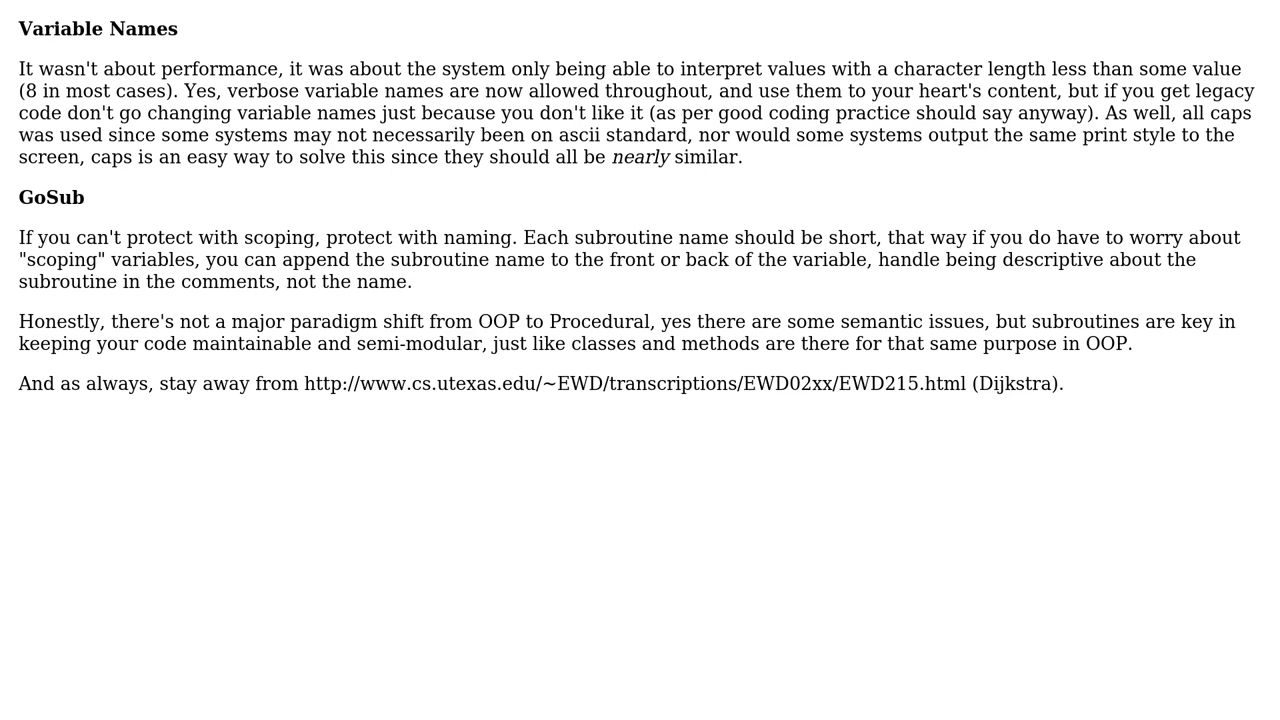 Variable Names
It wasn't about performance, it was about the system only being able to interpret values with a character length less than some value
(8 in most cases). Yes, verbose variable names are now allowed throughout, and use them to your heart's content, but if you get legacy
code don't go changing variable names just because you don't like it (as per good coding practice should say anyway). As well, all caps
was used since some systems may not necessarily been on ascii standard, nor would some systems output the same print style to the
screen, caps is an easy way to solve this since they should all be nearly similar.
GoSub
If you can't protect with scoping, protect with naming. Each subroutine name should be short, that way if you do have to worry about
"scoping" variables, you can append the subroutine name to the front or back of the variable, handle being descriptive about the
subroutine in the comments, not the name.
Honestly, there's not a major paradigm shift from OOP to Procedural, yes there are some semantic issues, but subroutines are key in
keeping your code maintainable and semi-modular, just like classes and methods are there for that same purpose in OOP.
And as always, stay away from http://www.cs.utexas.edu/~EWD/transcriptions/EWD02xx/EWD215.html (Dijkstra).